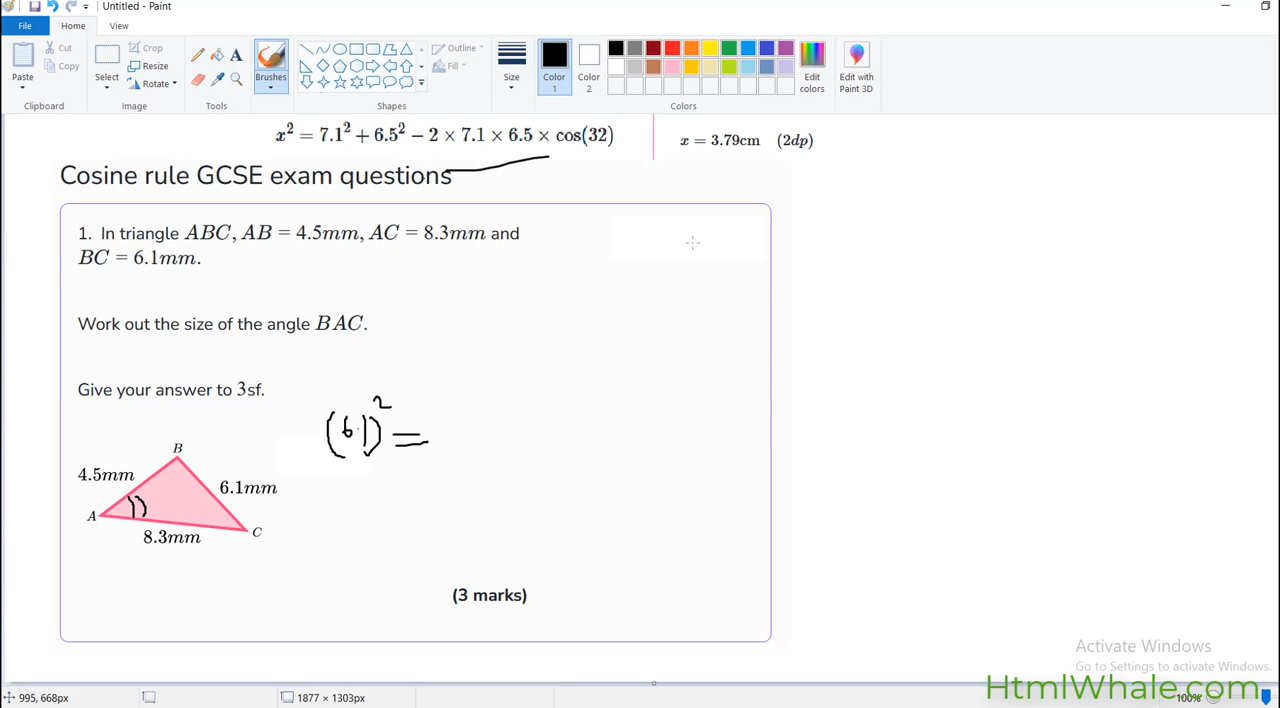 Untitled - Paint
File Home View
Paste Cut Copy Clipboard
Select Crop Resize Rotate Image
A Tools
Brushes
Outline Fill Shapes
Size
Color 1 Color 2 Edit colors Colors
Edit with Paint 3D
x² = 7.1² + 6.5² − 2 × 7.1 × 6.5 × cos(32)
x = 3.79cm (2dp)
Cosine rule GCSE exam questions
1. In triangle ABC, AB = 4.5mm, AC = 8.3mm and
BC = 6.1mm.
Work out the size of the angle BAC.
Give your answer to 3sf.
(6.1)² =
B
4.5mm
6.1mm
A
C
8.3mm
(3 marks)
Activate Windows
Go to Settings to activate Windows.
HtmlWhale.com
995, 668px
1877 × 1303px
100%